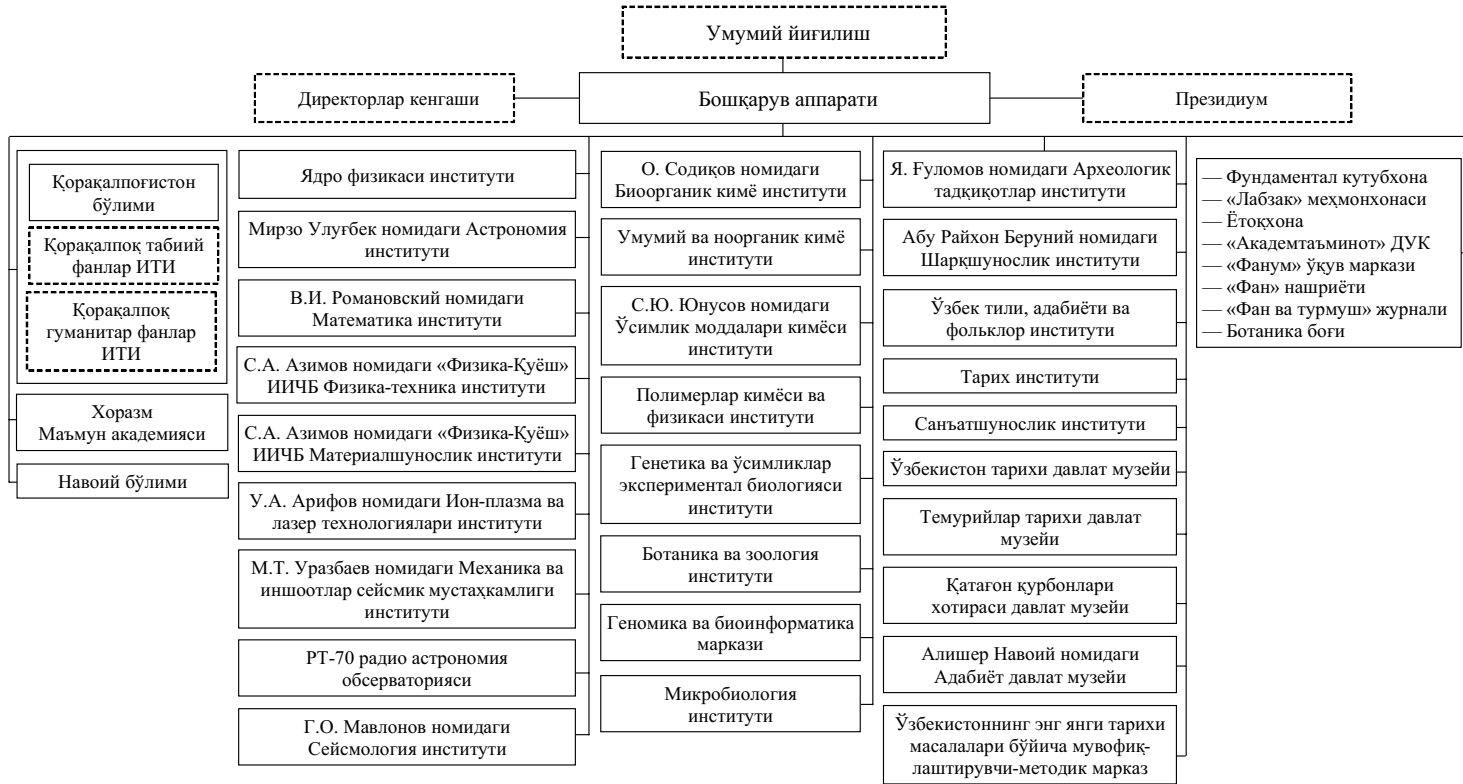 Умумий йиғилиш
Директорлар кенгаши
Бошқарув аппарати
Президиум
Қорақалпоғистон
бўлими
Қорақалпоқ табиий
фанлар ИТИ
Қорақалпоқ
гуманитар фанлар
ИТИ
Хоразм
Маъмун академияси
Навоий бўлими
Ядро физикаси институти
Мирзо Улуғбек номидаги Астрономия
институти
В.И. Романовский номидаги
Математика институти
С.А. Азимов номидаги «Физика-Қуёш»
ИИЧБ Физика-техника институти
С.А. Азимов номидаги «Физика-Қуёш»
ИИЧБ Материалшунослик институти
У.А. Арифов номидаги Ион-плазма ва
лазер технологиялари институти
М.Т. Уразбаев номидаги Механика ва
иншоотлар сейсмик мустаҳкамлиги
институти
РТ-70 радио астрономия
обсерваторияси
Г.О. Мавлонов номидаги
Сейсмология институти
О. Содиқов номидаги
Биоорганик кимё институти
Умумий ва ноорганик кимё
институти
С.Ю. Юнусов номидаги
Ўсимлик моддалари кимёси
институти
Полимерлар кимёси ва
физикаси институти
Генетика ва ўсимликлар
экспериментал биологияси
институти
Ботаника ва зоология
институти
Геномика ва биоинформатика
маркази
Микробиология
институти
Я. Ғуломов номидаги Археологик
тадқиқотлар институти
Абу Райхон Беруний номидаги
Шарқшунослик институти
Ўзбек тили, адабиёти ва
фольклор институти
Тарих институти
Санъатшунослик институти
Ўзбекистон тарихи давлат музейи
Темурийлар тарихи давлат
музейи
Қатағон қурбонлари
хотираси давлат музейи
Алишер Навоий номидаги
Адабиёт давлат музейи
Ўзбекистоннинг энг янги тарихи
масалалари бўйича мувофиқ-
лаштирувчи-методик марказ
— Фундаментал кутубхона
— «Лабзак» меҳмонхонаси
— Ётоқхона
— «Академтаъминот» ДУК
— «Фанум» ўқув маркази
— «Фан» нашриёти
— «Фан ва турмуш» журнали
— Ботаника боғи